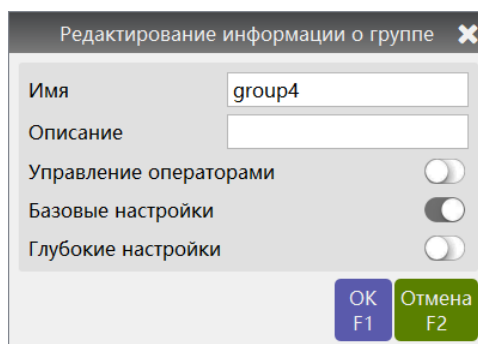 Редактирование информации о группе
Имя group4
Описание
Управление операторами
Базовые настройки
Глубокие настройки
OK Отмена
F1 F2